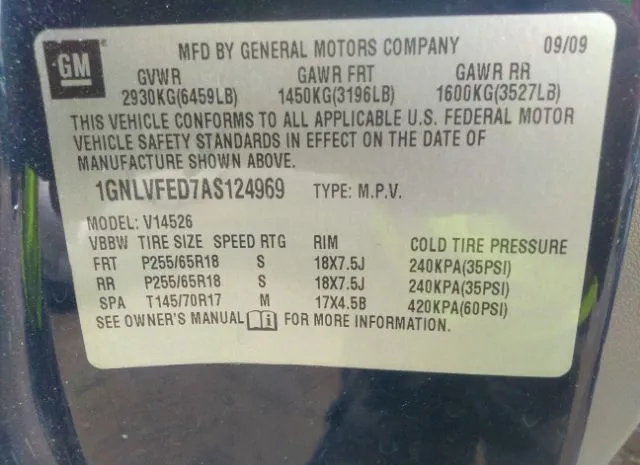 GM MFD BY GENERAL MOTORS COMPANY 09/09
GVWR GAWR FRT GAWR RR
2930KG(6459LB) 1450KG(3196LB) 1600KG(3527LB)
THIS VEHICLE CONFORMS TO ALL APPLICABLE U.S. FEDERAL MOTOR
VEHICLE SAFETY STANDARDS IN EFFECT ON THE DATE OF
MANUFACTURE SHOWN ABOVE.
1GNLVFED7AS124969 TYPE: M.P.V.
MODEL: V14526
VBBW TIRE SIZE SPEED RTG RIM COLD TIRE PRESSURE
FRT P255/65R18 S 18X7.5J 240KPA(35PSI)
RR P255/65R18 S 18X7.5J 240KPA(35PSI)
SPA T145/70R17 M 17X4.5B 420KPA(60PSI)
SEE OWNER'S MANUAL FOR MORE INFORMATION.